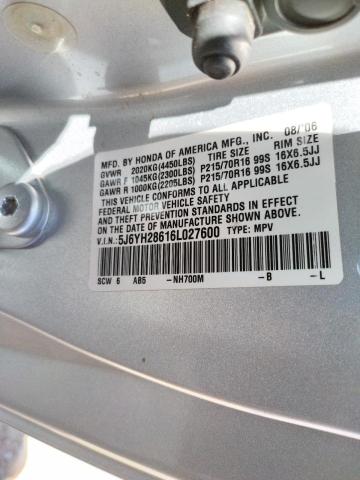 MFD. BY HONDA OF AMERICA MFG., INC. 08/'06
GVWR 2020KG(4450LBS) TIRE SIZE RIM SIZE
GAWR F 1045KG(2300LBS) P215/70R16 99S 16X6.5JJ
GAWR R 1000KG(2205LBS) P215/70R16 99S 16X6.5JJ
THIS VEHICLE CONFORMS TO ALL APPLICABLE
FEDERAL MOTOR VEHICLE SAFETY AND
THEFT PREVENTION STANDARDS IN EFFECT
ON THE DATE OF MANUFACTURE SHOWN ABOVE.
V.I.N.:5J6YH28616L027600 TYPE: MPV
SCW 6 AB5 -NH700M -B -L